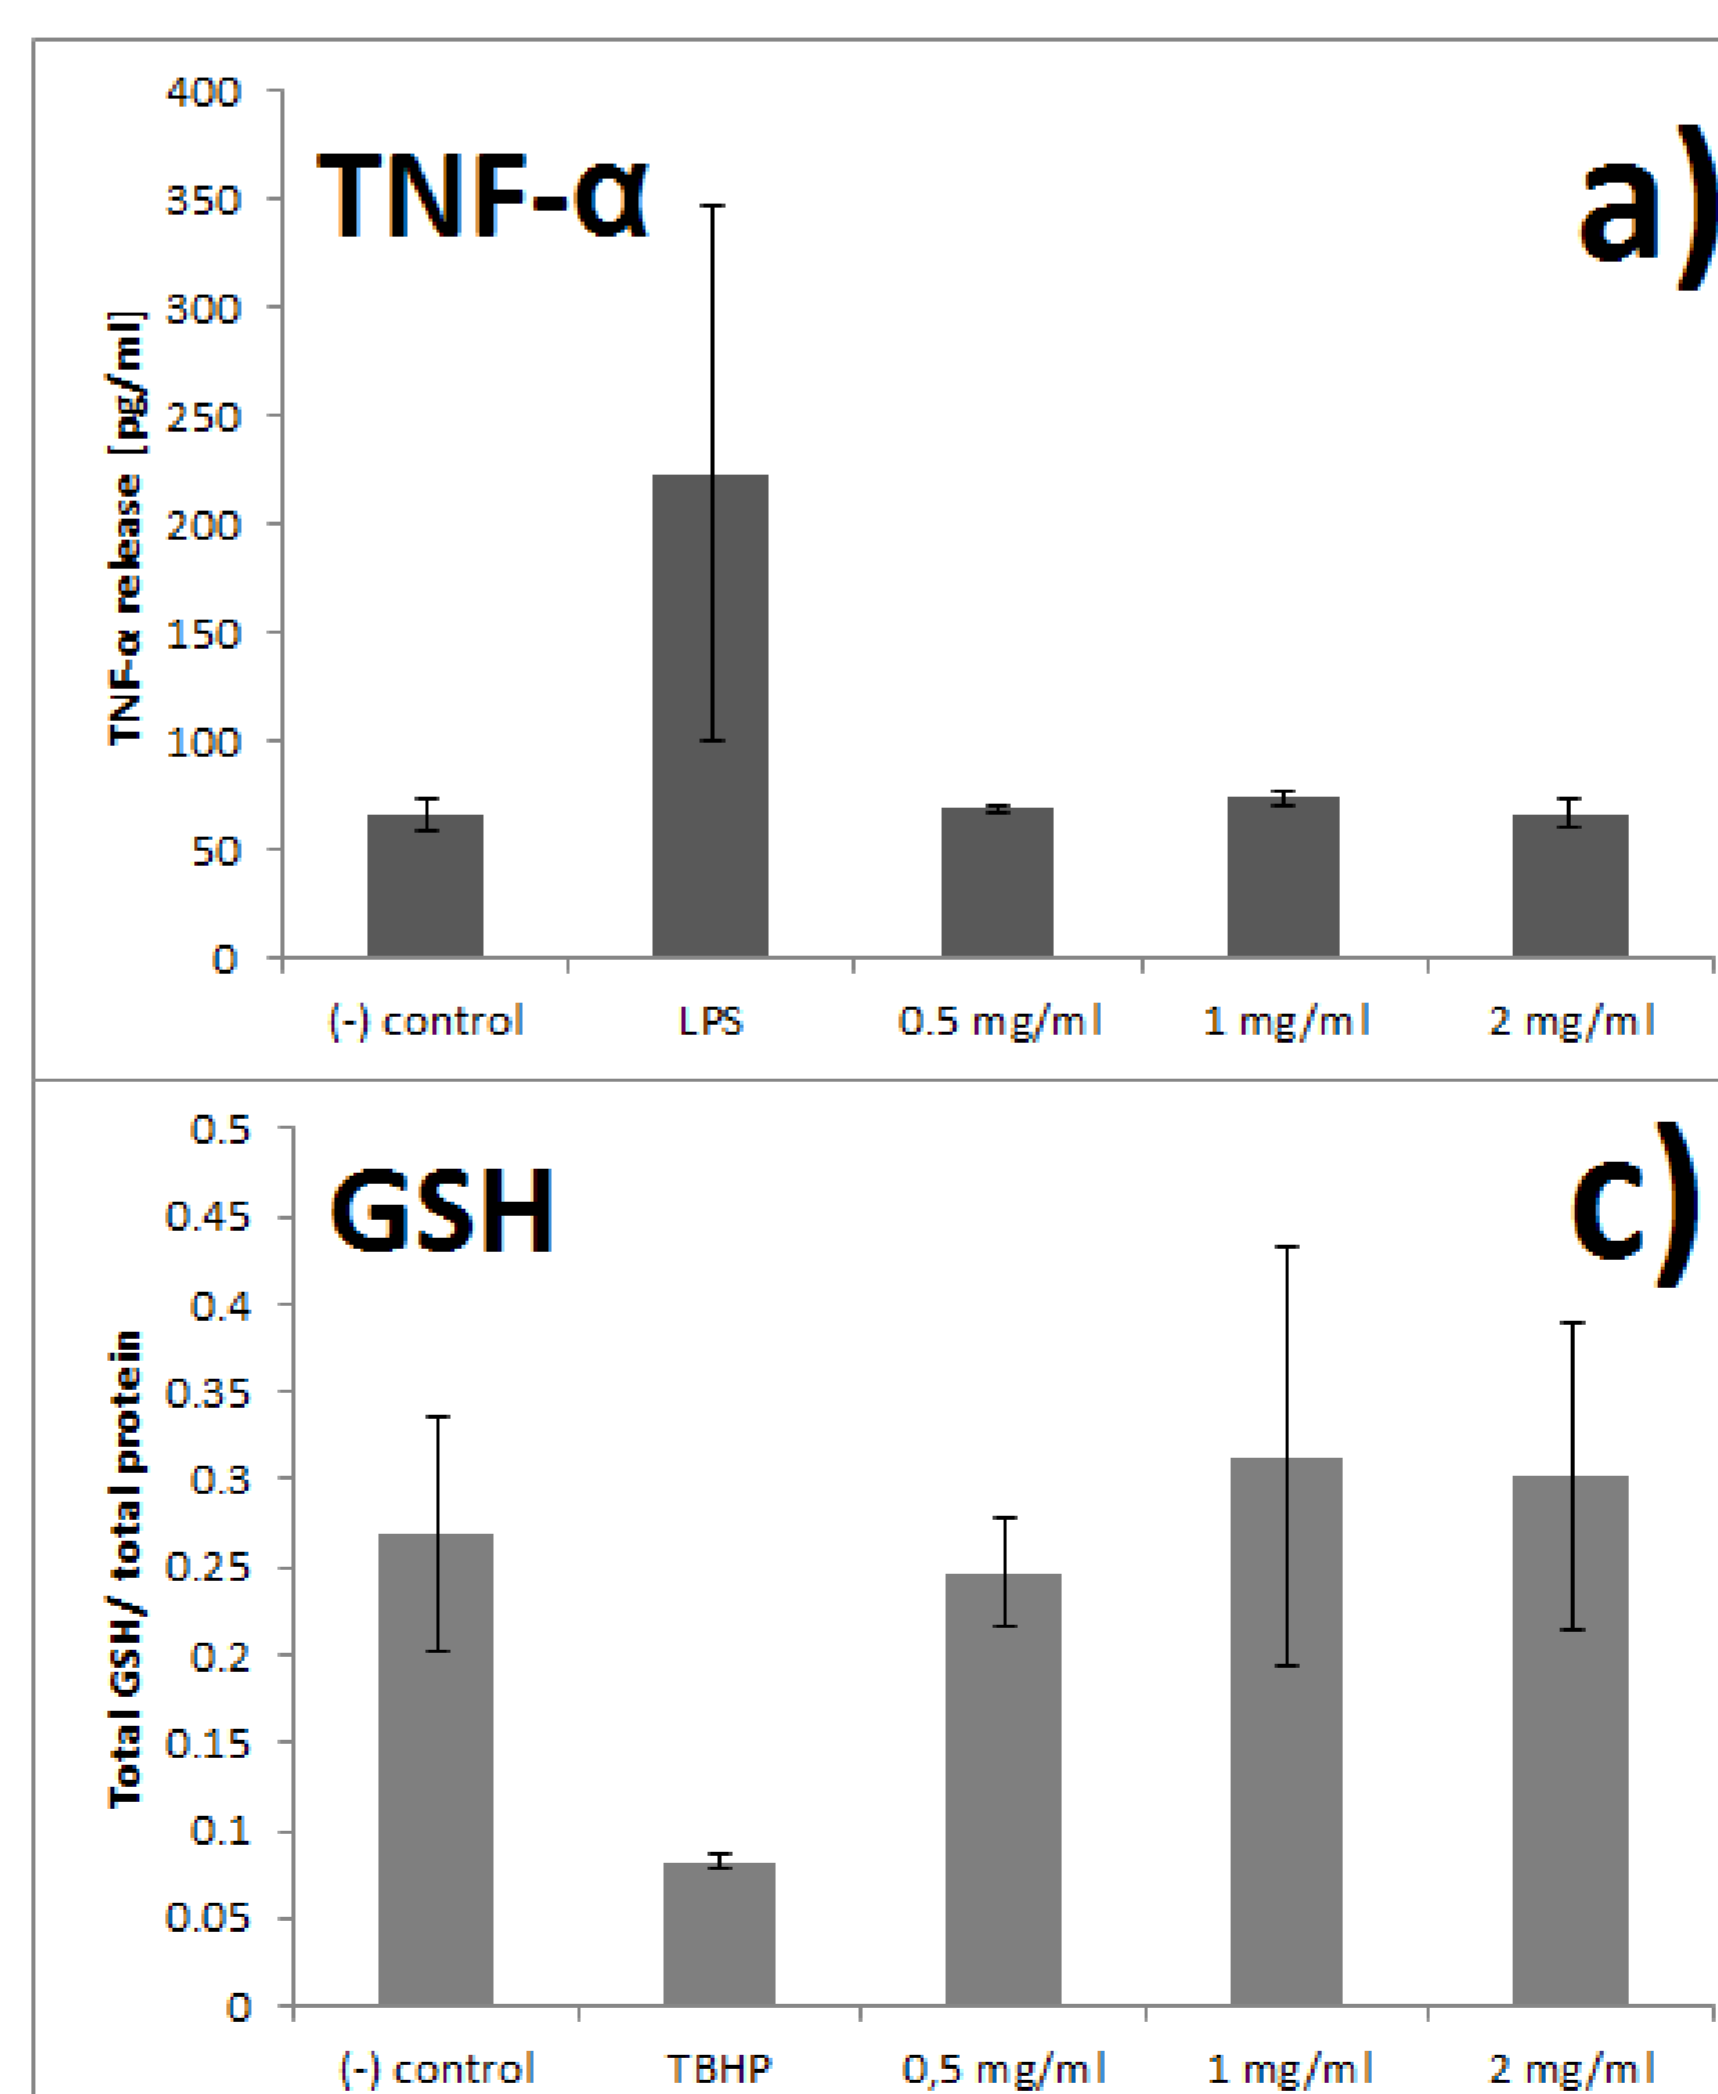 TNF-α
a)
TNF-α release [pg/ml]
400
350
300
250
200
150
100
50
0
(-) control LPS 0.5 mg/ml 1 mg/ml 2 mg/ml
GSH
c)
Total GSH/ total protein
0.5
0.45
0.4
0.35
0.3
0.25
0.2
0.15
0.1
0.05
0
(-) control TBHP 0,5 mg/ml 1 mg/ml 2 mg/ml